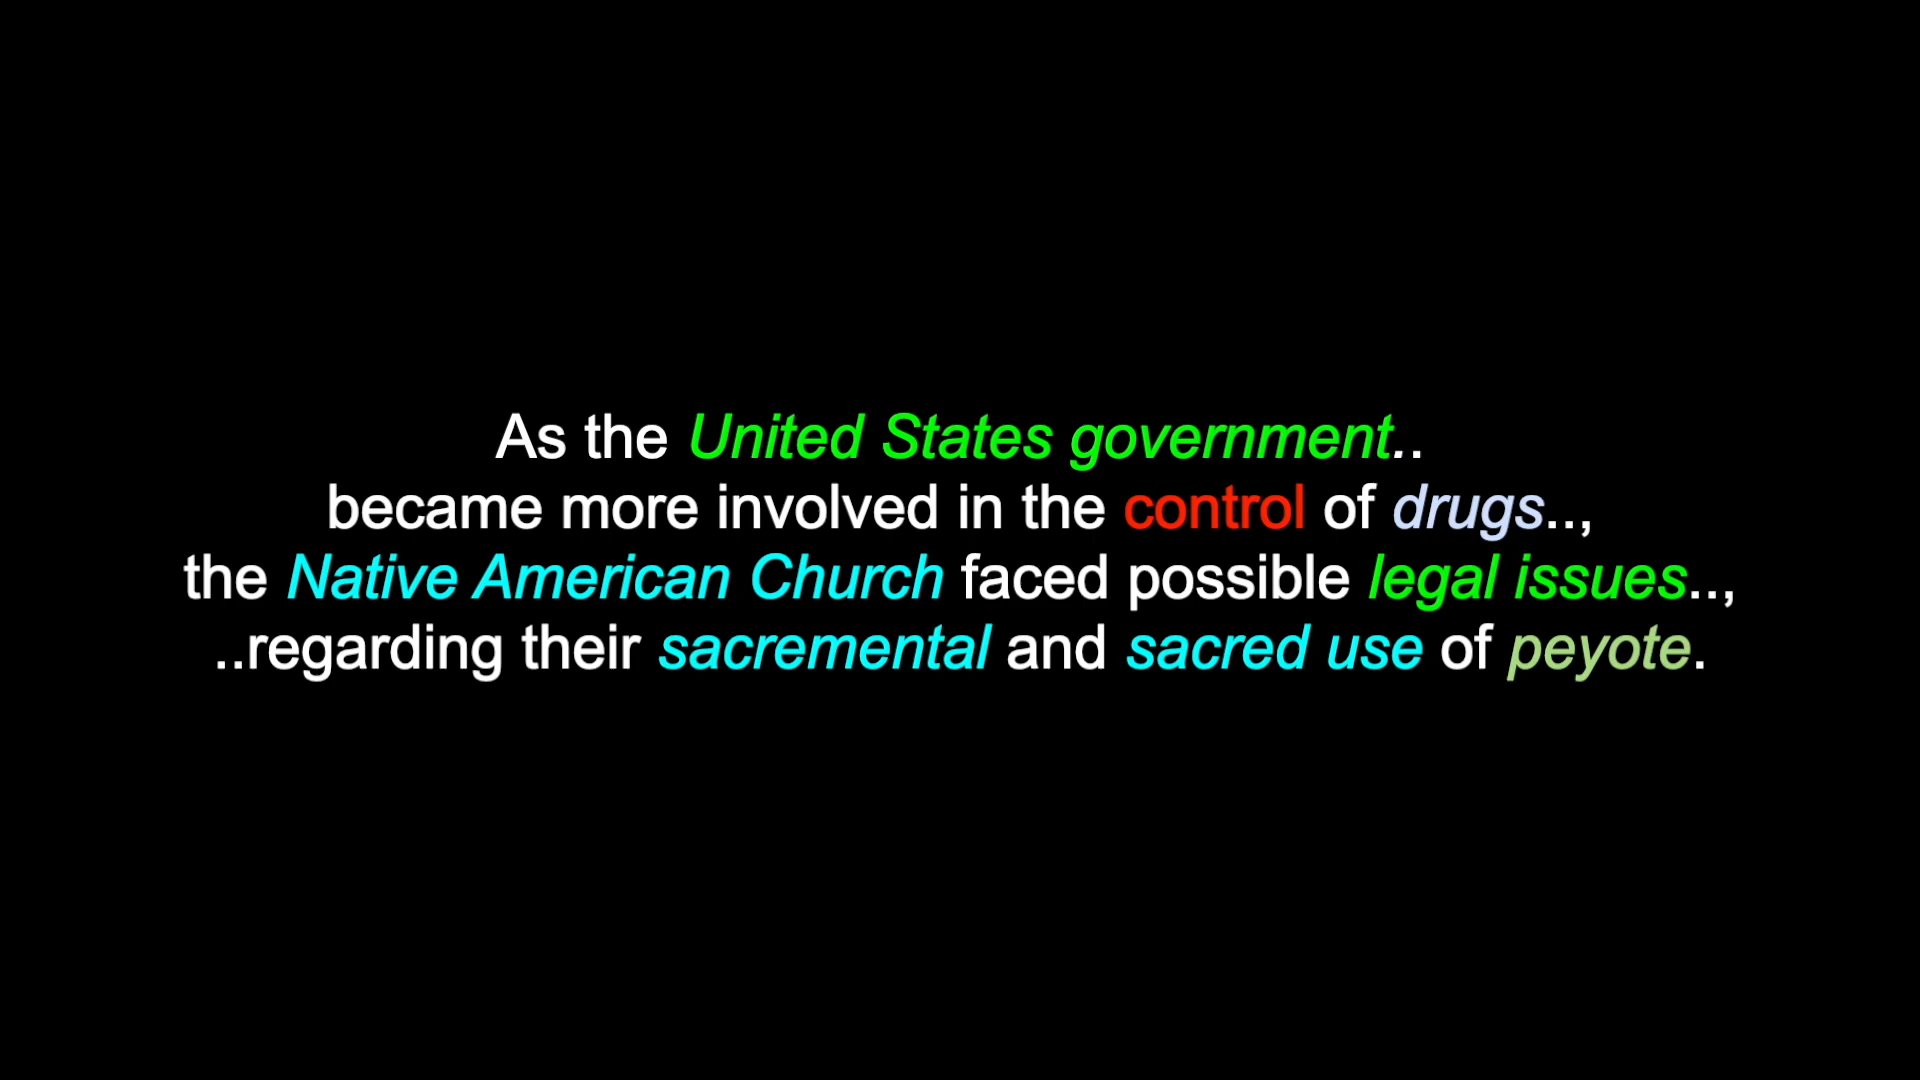 As the United States government..
became more involved in the control of drugs..,
the Native American Church faced possible legal issues..,
..regarding their sacremental and sacred use of peyote.